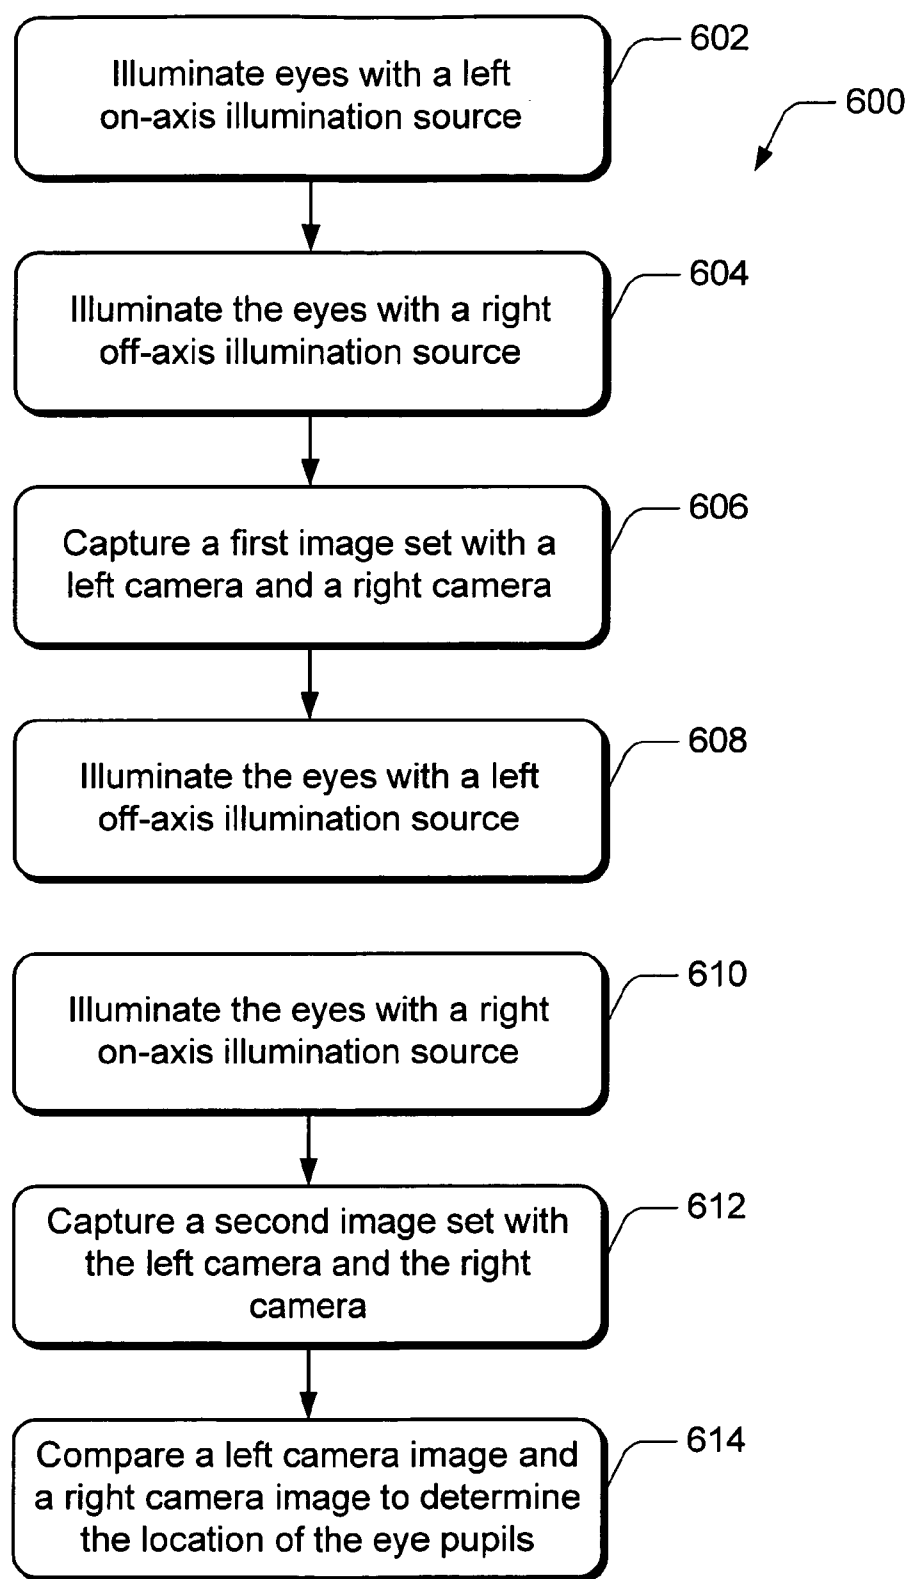 Illuminate eyes with a left
on-axis illumination source
602
600
Illuminate the eyes with a right
off-axis illumination source
604
Capture a first image set with a
left camera and a right camera
606
Illuminate the eyes with a left
off-axis illumination source
608
Illuminate the eyes with a right
on-axis illumination source
610
Capture a second image set with
the left camera and the right
camera
612
Compare a left camera image and
a right camera image to determine
the location of the eye pupils
614